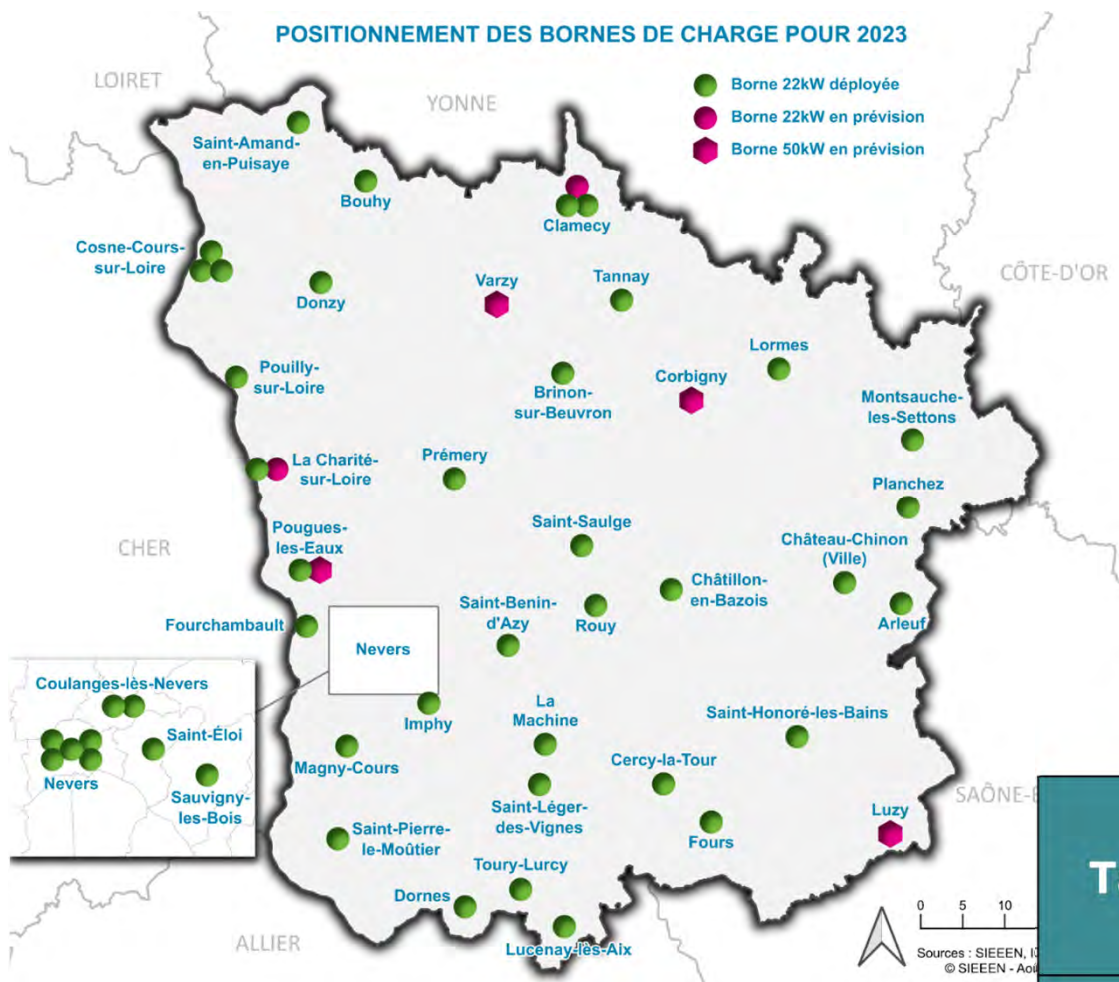 POSITIONNEMENT DES BORNES DE CHARGE POUR 2023
LOIRET
YONNE
Borne 22kW déployée
Borne 22kW en prévision
Borne 50kW en prévision
Saint-Amand-
en-Puisaye
Bouhy
Clamecy
Cosne-Cours-
sur-Loire
CÔTE-D'OR
Varzy
Tannay
Donzy
Lormes
Pouilly-
sur-Loire
Brinon-
sur-Beuvron
Corbigny
Montsauche-
les-Settons
La Charité-
sur-Loire
Prémery
Planchez
Saint-Saulge
Pougues-
les-Eaux
CHER
Château-Chinon
(Ville)
Châtillon-
en-Bazois
Saint-Benin-
d'Azy
Rouy
Arleuf
Fourchambault
Nevers
Coulanges-lès-Nevers
Imphy
La
Machine
Saint-Honoré-les-Bains
Saint-Éloi
Magny-Cours
Cercy-la-Tour
Nevers
Sauvigny-
les-Bois
Saint-Léger-
des-Vignes
SAÔNE-E
Luzy
Saint-Pierre-
le-Moûtier
Fours
Toury-Lurcy
Dornes
ALLIER
Lucenay-lès-Aix
0 5 10
Sources : SIEEEN,
© SIEEEN - Aoû
T